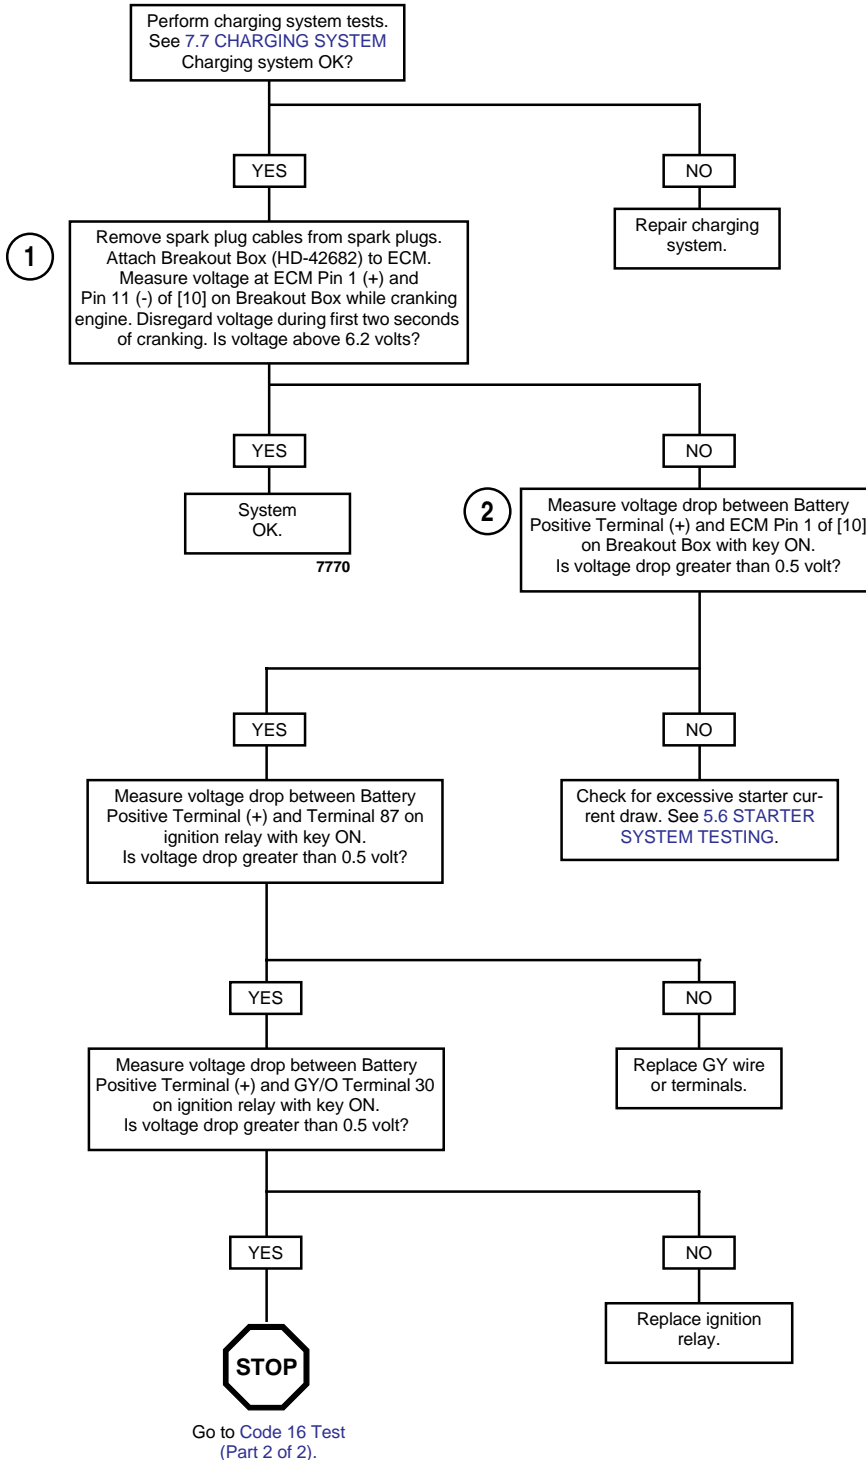 Perform charging system tests.
See 7.7 CHARGING SYSTEM
Charging system OK?
YES
NO
Repair charging
system.
1
Remove spark plug cables from spark plugs.
Attach Breakout Box (HD-42682) to ECM.
Measure voltage at ECM Pin 1 (+) and
Pin 11 (-) of [10] on Breakout Box while cranking
engine. Disregard voltage during first two seconds
of cranking. Is voltage above 6.2 volts?
YES
NO
System
OK.
7770
2
Measure voltage drop between Battery
Positive Terminal (+) and ECM Pin 1 of [10]
on Breakout Box with key ON.
Is voltage drop greater than 0.5 volt?
YES
NO
Measure voltage drop between Battery
Positive Terminal (+) and Terminal 87 on
ignition relay with key ON.
Is voltage drop greater than 0.5 volt?
Check for excessive starter cur-
rent draw. See 5.6 STARTER
SYSTEM TESTING.
YES
NO
Measure voltage drop between Battery
Positive Terminal (+) and GY/O Terminal 30
on ignition relay with key ON.
Is voltage drop greater than 0.5 volt?
Replace GY wire
or terminals.
YES
NO
STOP
Replace ignition
relay.
Go to Code 16 Test
(Part 2 of 2).